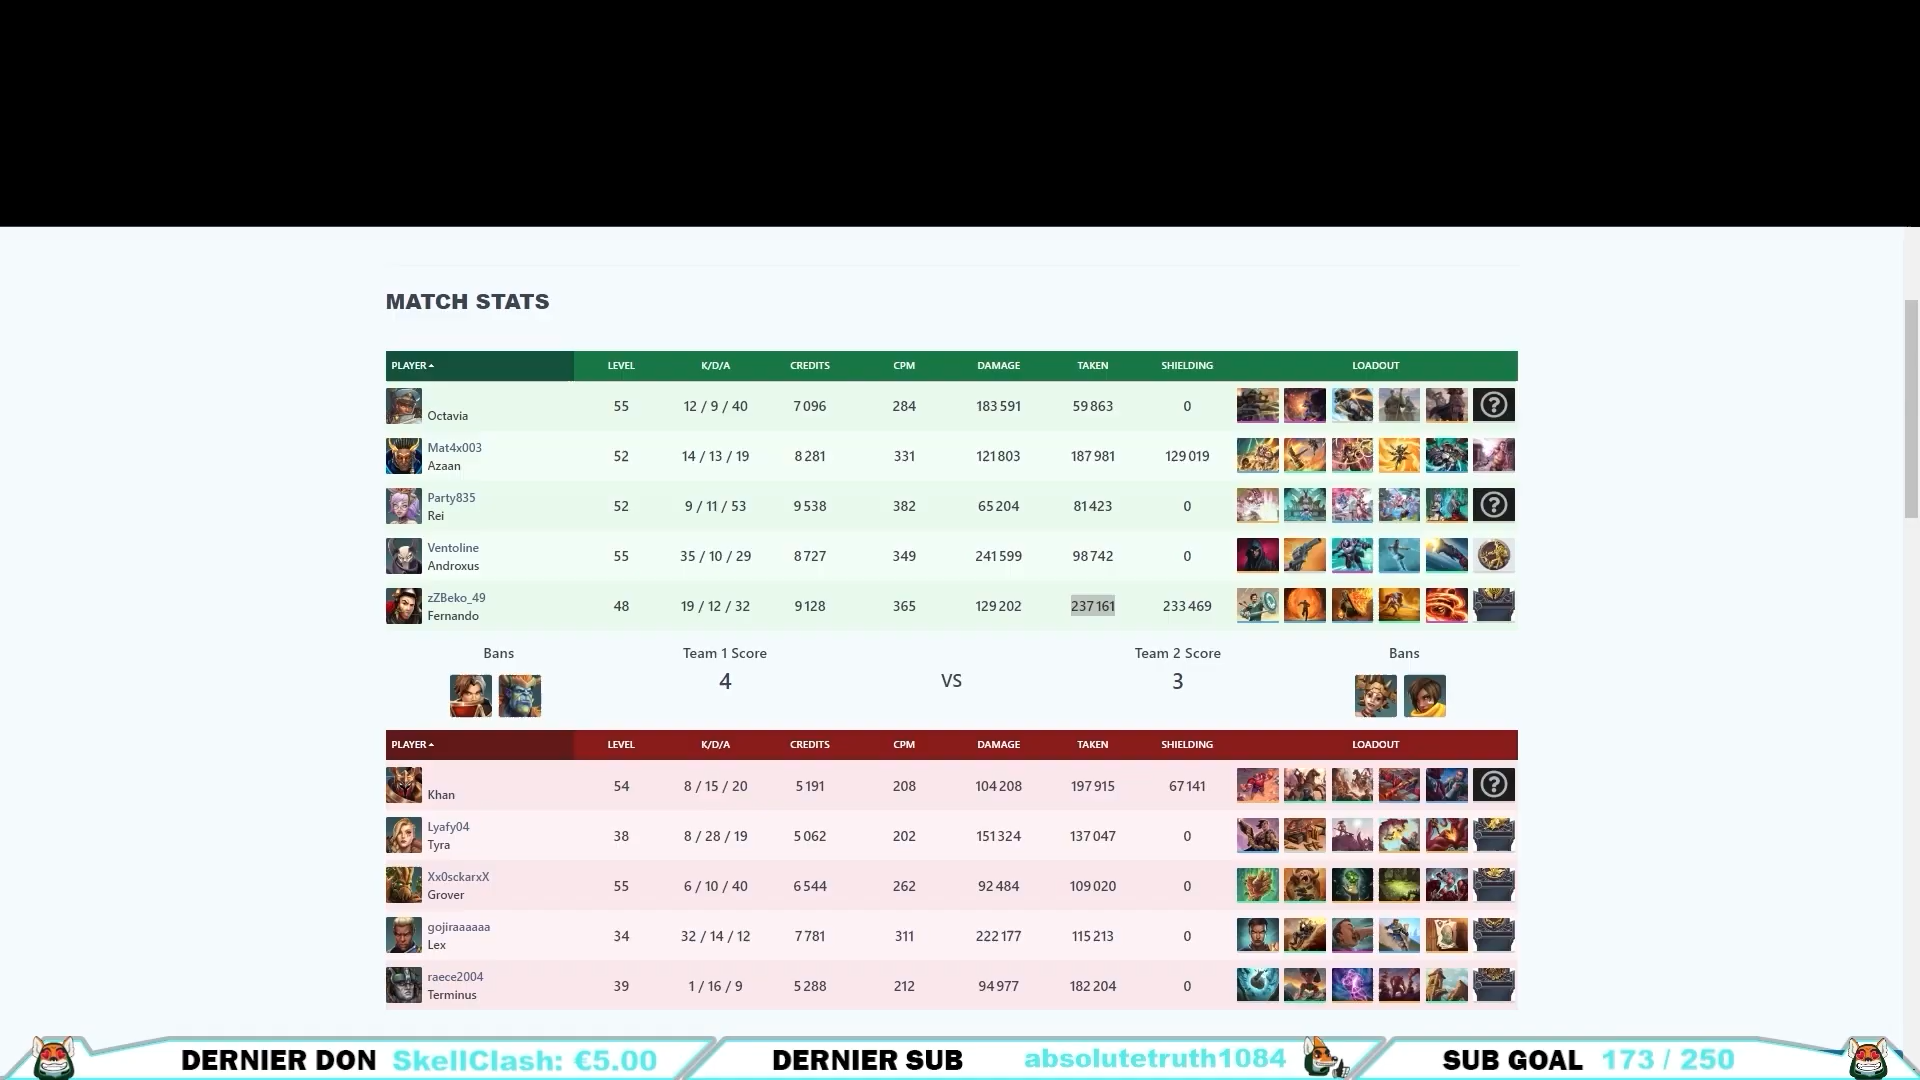 MATCH STATS
PLAYER LEVEL K/D/A CREDITS CPM DAMAGE TAKEN SHIELDING LOADOUT
Octavia 55 12 / 9 / 40 7 096 284 183 591 59 863 0
Mat4x003
Azaan 52 14 / 13 / 19 8 281 331 121 803 187 981 129 019
Party835
Rei 52 9 / 11 / 53 9 538 382 65 204 81 423 0
Ventoline
Androxus 55 35 / 10 / 29 8 727 349 241 599 98 742 0
zZBeko_49
Fernando 48 19 / 12 / 32 9 128 365 129 202 237 161 233 469
Bans Team 1 Score Team 2 Score Bans
4 VS 3
PLAYER LEVEL K/D/A CREDITS CPM DAMAGE TAKEN SHIELDING LOADOUT
Khan 54 8 / 15 / 20 5 191 208 104 208 197 915 67 141
Lyafy04
Tyra 38 8 / 28 / 19 5 062 202 151 324 137 047 0
Xx0sckarxX
Grover 55 6 / 10 / 40 6 544 262 92 484 109 020 0
gojiraaaaaa
Lex 34 32 / 14 / 12 7 781 311 222 177 115 213 0
raece2004
Terminus 39 1 / 16 / 9 5 288 212 94 977 182 204 0
DERNIER DON SkellClash: €5.00 DERNIER SUB absolutetruth1084 SUB GOAL 173 / 250